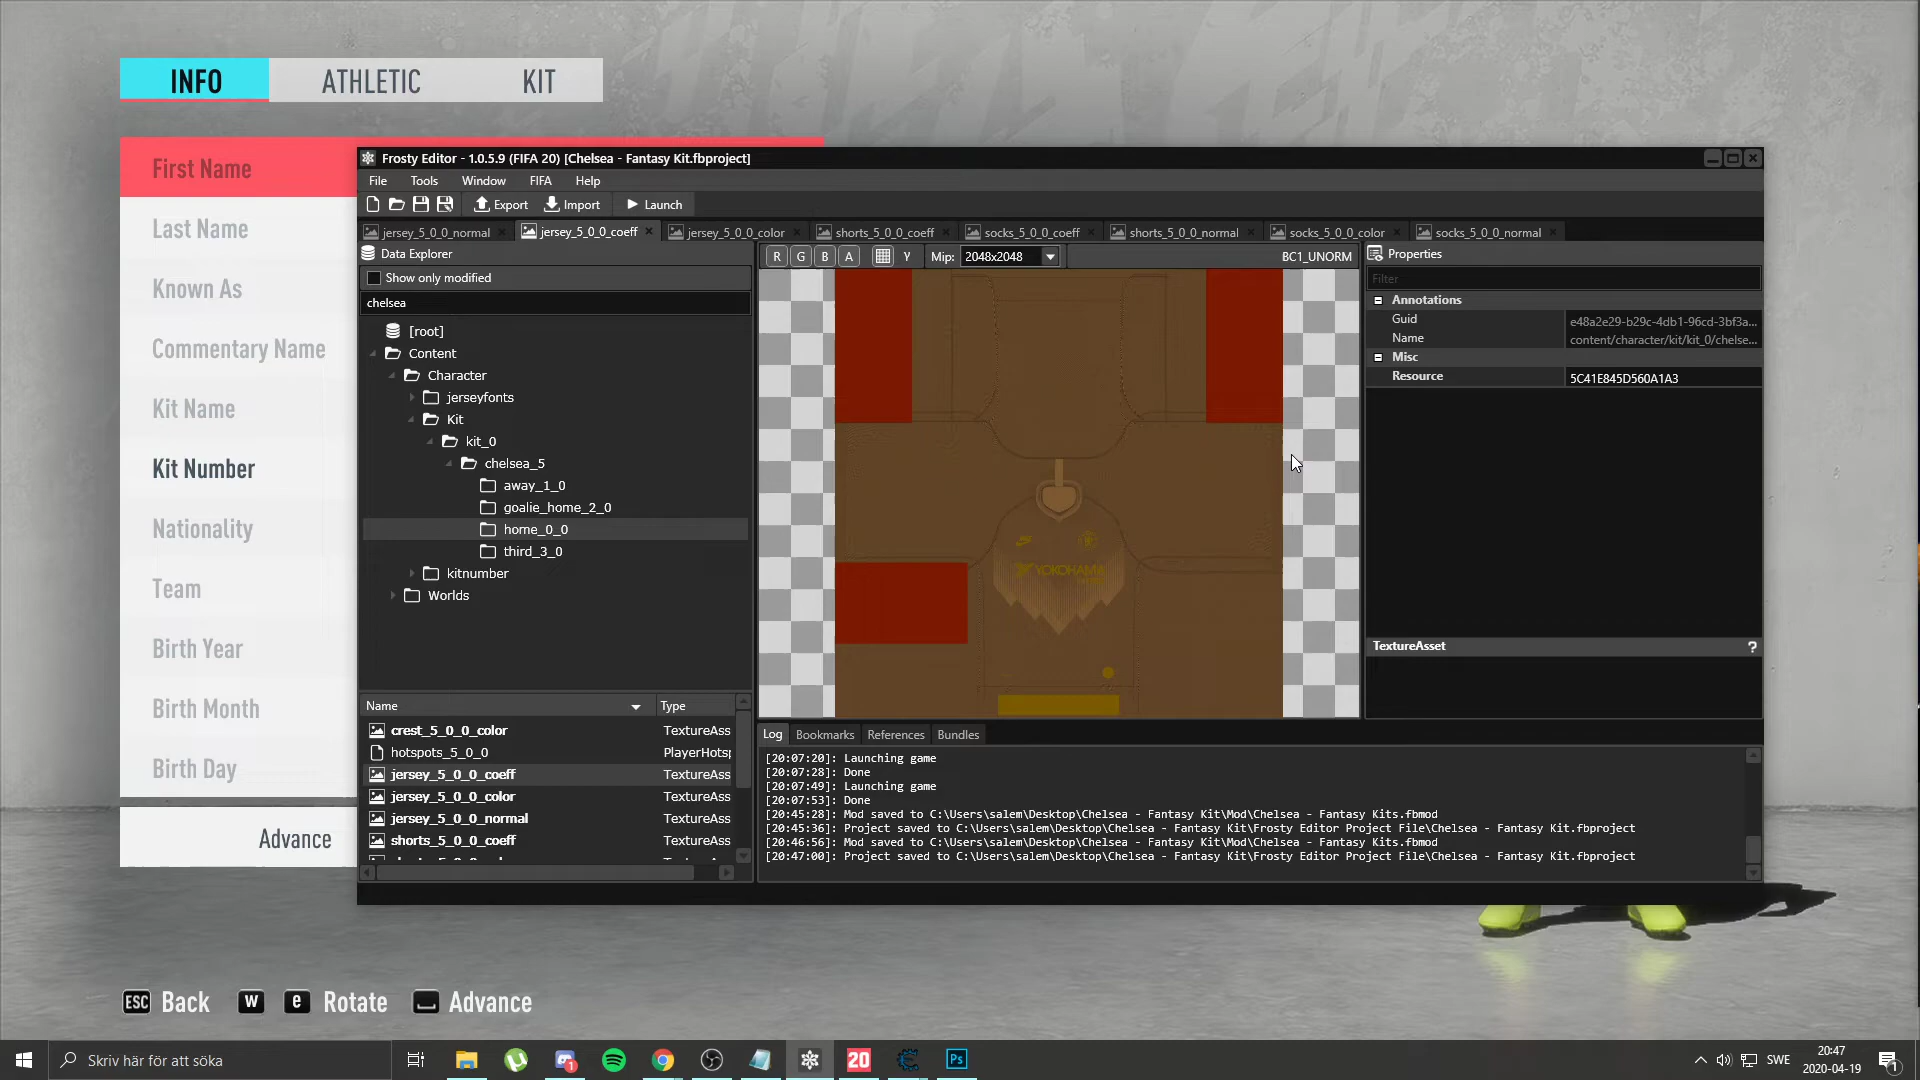 INFO ATHLETIC KIT
First Name
Last Name
Known As
Commentary Name
Kit Name
Kit Number
Nationality
Team
Birth Year
Birth Month
Birth Day
Advance
Frosty Editor - 1.0.5.9 (FIFA 20) [Chelsea - Fantasy Kit.fbproject]
File Tools Window FIFA Help
Export Import Launch
jersey_5_0_0_normal jersey_5_0_0_coeff jersey_5_0_0_color shorts_5_0_0_coeff socks_5_0_0_coeff shorts_5_0_0_normal socks_5_0_0_color socks_5_0_0_normal
Data Explorer
Show only modified
chelsea
[root]
Content
Character
jerseyfonts
Kit
kit_0
chelsea_5
away_1_0
goalie_home_2_0
home_0_0
third_3_0
kitnumber
Worlds
Name Type
crest_5_0_0_color TextureAss
hotspots_5_0_0 PlayerHotsp
jersey_5_0_0_coeff TextureAss
jersey_5_0_0_color TextureAss
jersey_5_0_0_normal TextureAss
shorts_5_0_0_coeff TextureAss
R G B A γ Mip: 2048x2048 BC1_UNORM
YOKOHAMA
Properties
Filter
Annotations
Guid e48a2e29-b29c-4db1-96cd-3bf3a...
Name content/character/kit/kit_0/chelse...
Misc
Resource 5C41E845D560A1A3
TextureAsset ?
Log Bookmarks References Bundles
[20:07:20]: Launching game
[20:07:28]: Done
[20:07:49]: Launching game
[20:07:53]: Done
[20:45:28]: Mod saved to C:\Users\salem\Desktop\Chelsea - Fantasy Kit\Mod\Chelsea - Fantasy Kits.fbmod
[20:45:36]: Project saved to C:\Users\salem\Desktop\Chelsea - Fantasy Kit\Frosty Editor Project File\Chelsea - Fantasy Kit.fbproject
[20:46:56]: Mod saved to C:\Users\salem\Desktop\Chelsea - Fantasy Kit\Mod\Chelsea - Fantasy Kits.fbmod
[20:47:00]: Project saved to C:\Users\salem\Desktop\Chelsea - Fantasy Kit\Frosty Editor Project File\Chelsea - Fantasy Kit.fbproject
ESC Back W e Rotate Advance
Skriv här för att söka
1
20
Ps
SWE
20:47
2020-04-19
1